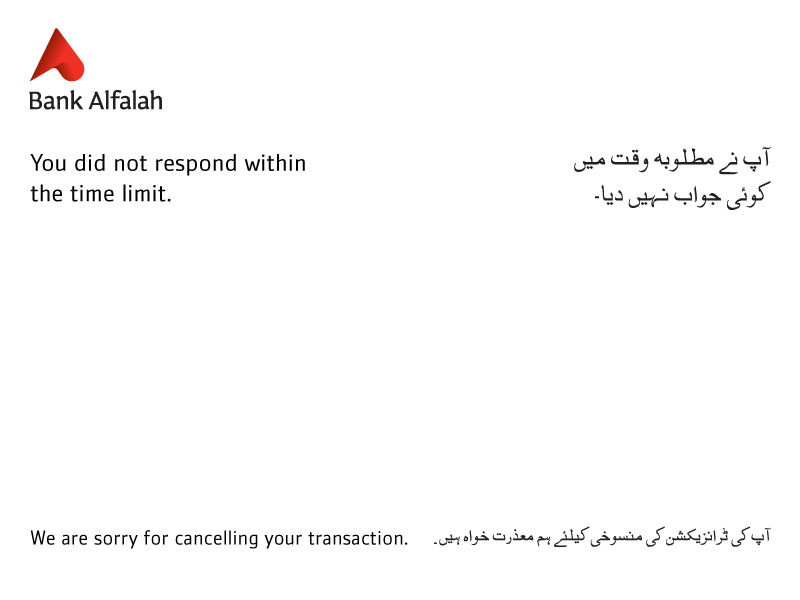 Bank Alfalah
You did not respond within
the time limit.
آپ نے مطلوبہ وقت میں
کوئی جواب نہیں دیا۔
We are sorry for cancelling your transaction.
آپ کی ٹرانزیکشن کی منسوخی کیلئے ہم معذرت خواہ ہیں۔